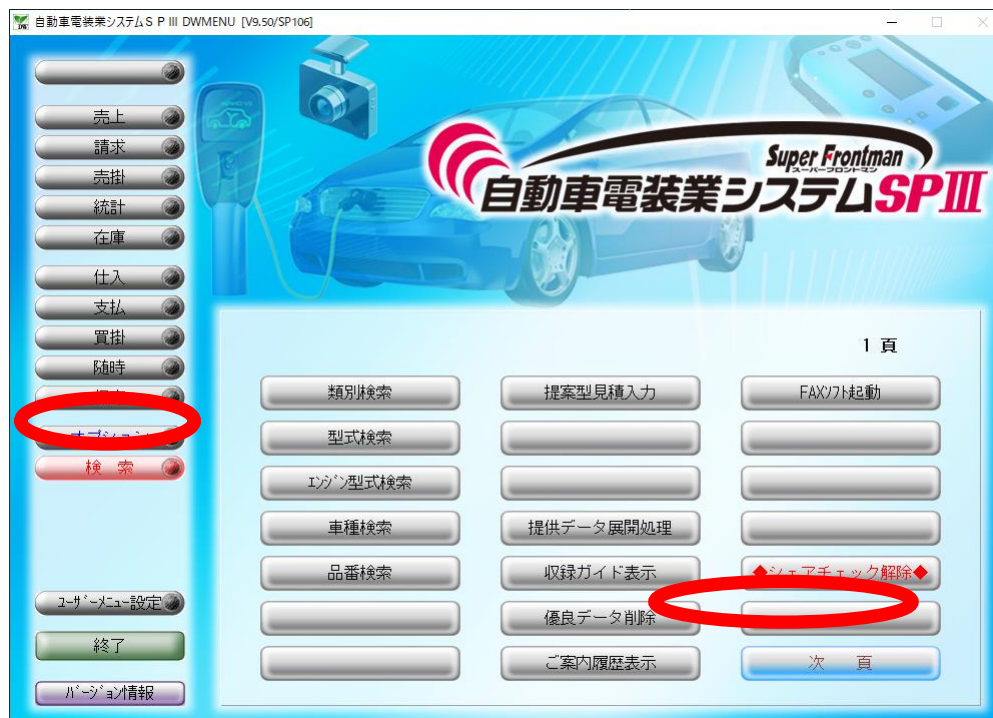 自動車電装業システムSPⅢ DWMENU [V9.50/SP106]
Super Frontman
スーパーフロントマン
自動車電装業システムSPⅢ
売上
請求
売掛
統計
在庫
仕入
支払
買掛
随時
オプション
検 索
ユーザーメニュー設定
終了
バージョン情報
1 頁
類別検索
提案型見積入力
FAXソフト起動
型式検索
エンジン型式検索
車種検索
提供データ展開処理
品番検索
収録ガイド表示
◆シェアチェック解除◆
優良データ削除
ご案内履歴表示
次 頁